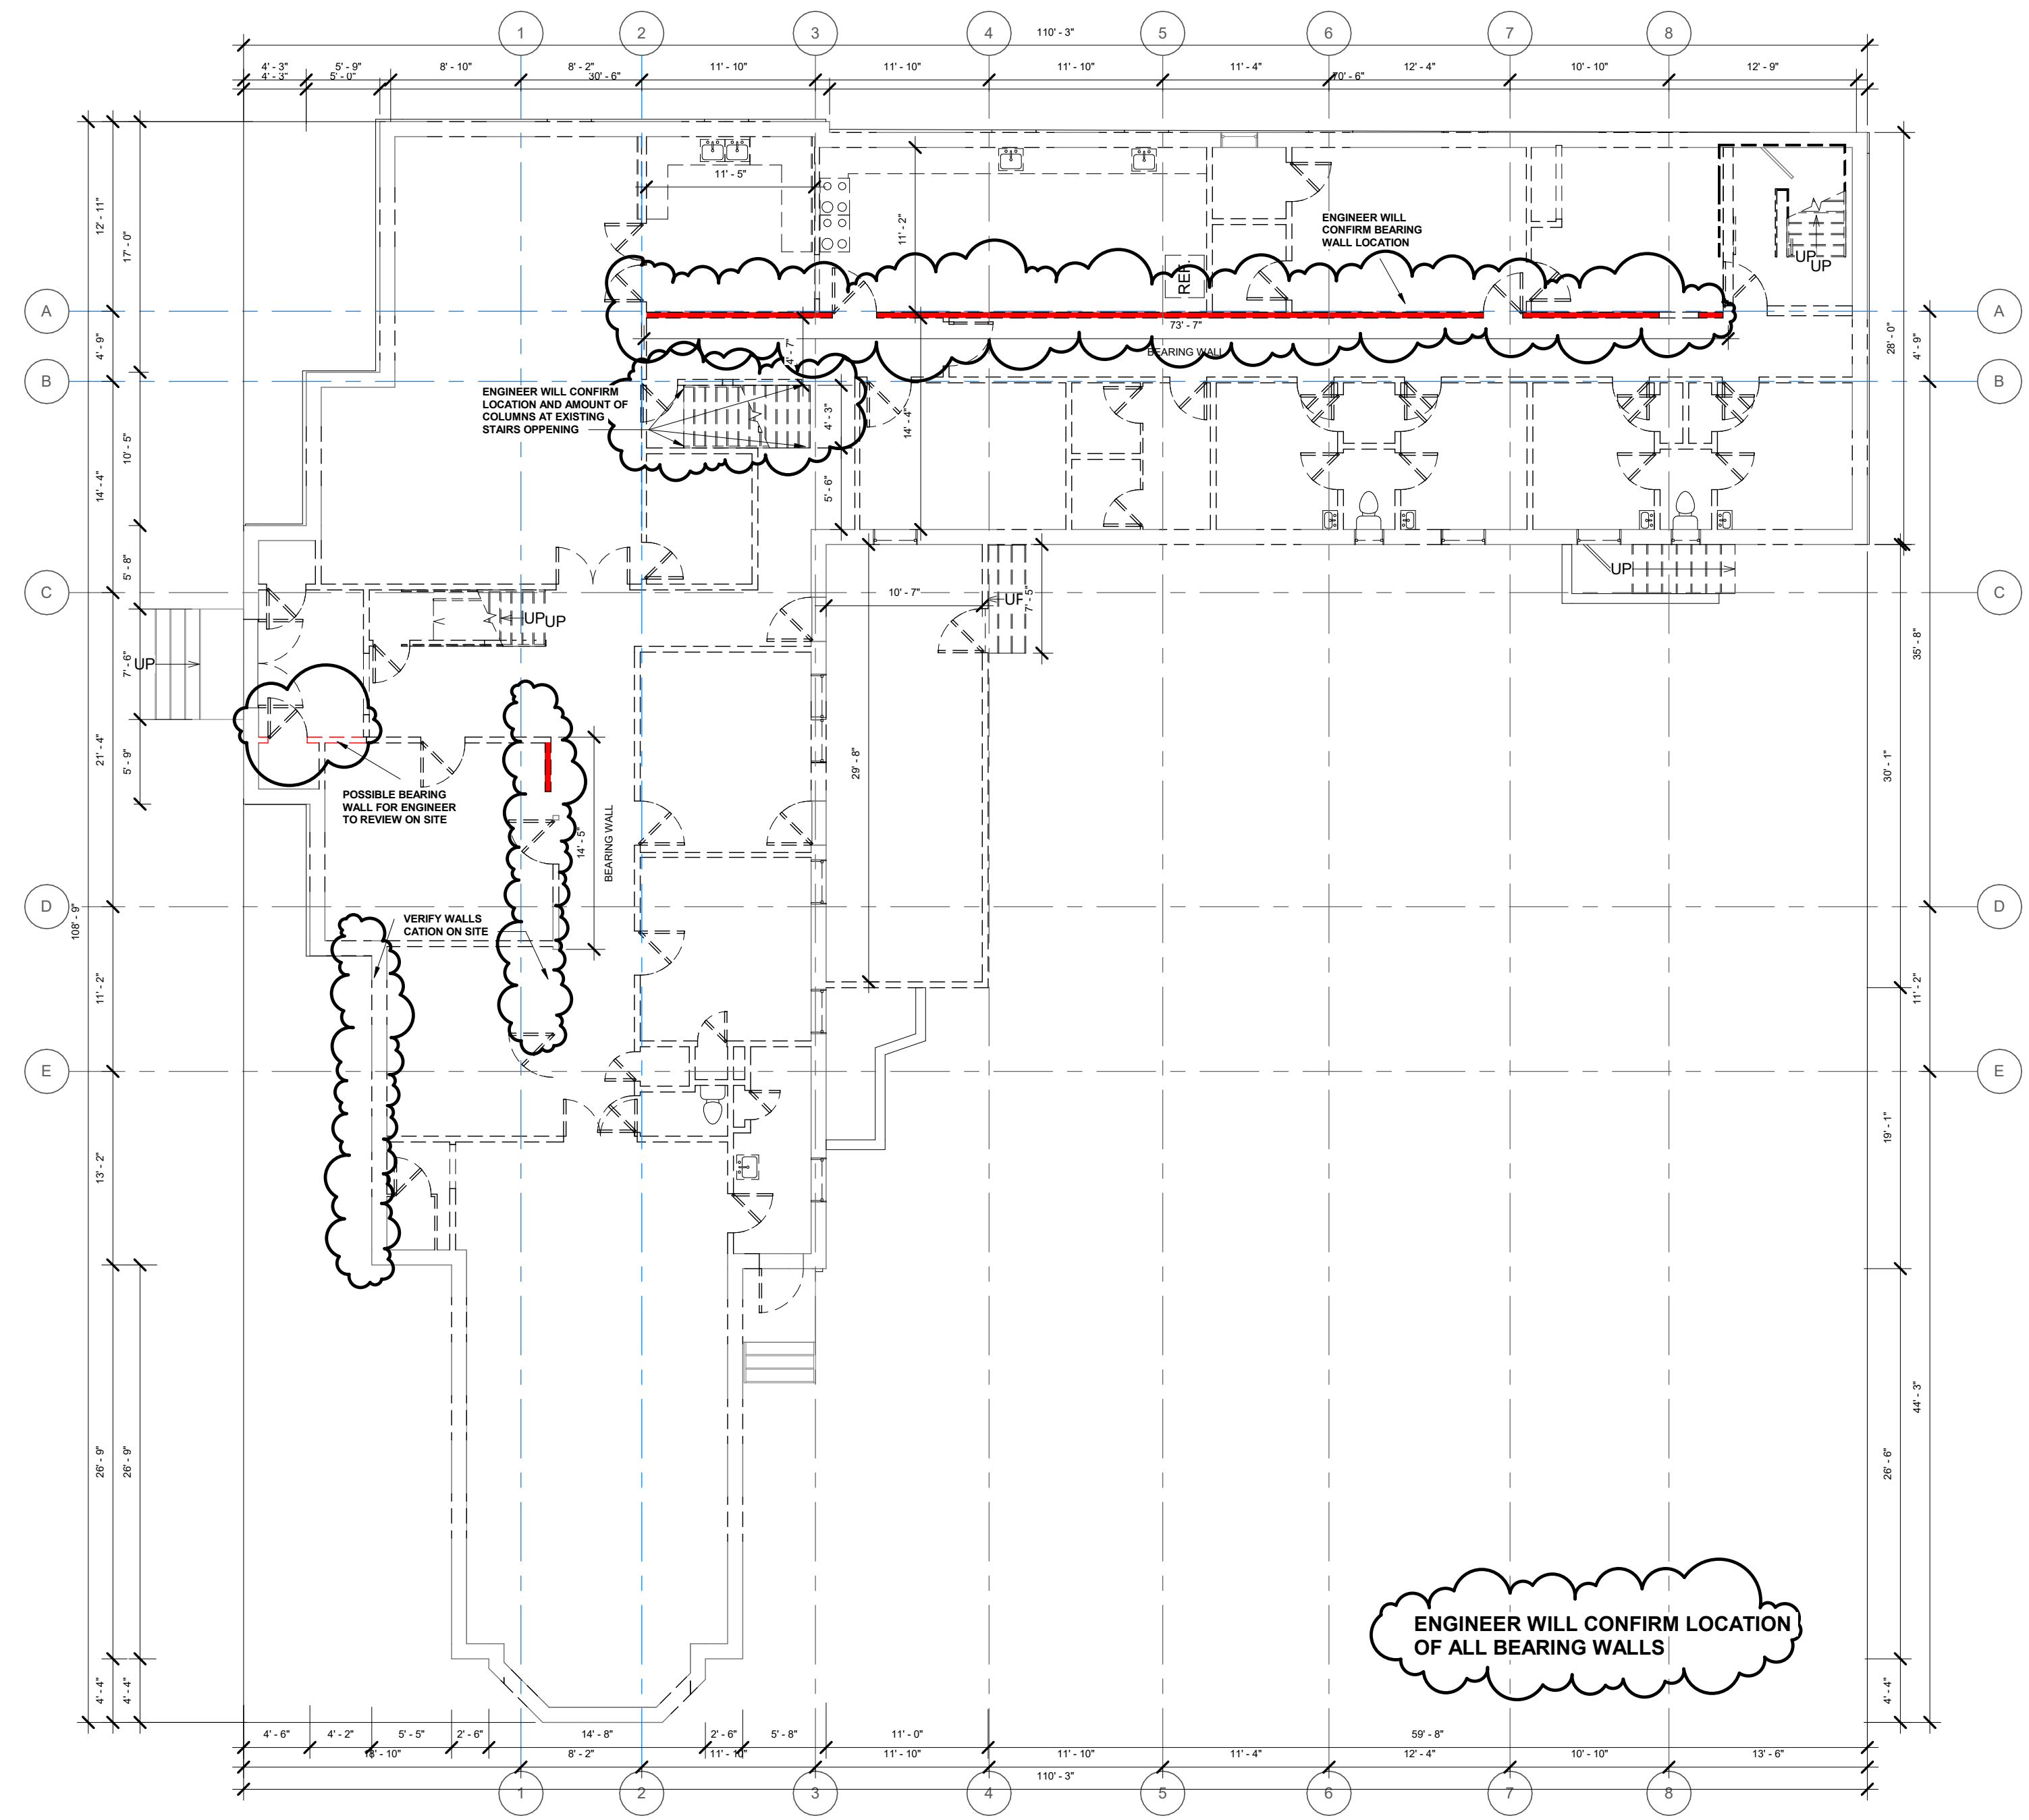 1 2 3 4 5 6 7 8
110' - 3"
4' - 3" 5' - 9" 8' - 10" 8' - 2" 11' - 10" 11' - 10" 11' - 10" 11' - 4" 12' - 4" 10' - 10" 12' - 9"
4' - 3" 5' - 0" 30' - 6" 70' - 6"
11' - 5"
12' - 11"
17' - 0"
11' - 2"
ENGINEER WILL
CONFIRM BEARING
WALL LOCATION
UP
UP
REF.
A A
73' - 7"
BEARING WALL
4' - 9"
28' - 0"
4' - 9"
B B
ENGINEER WILL CONFIRM
LOCATION AND AMOUNT OF
COLUMNS AT EXISTING
STAIRS OPPENING
4' - 3"
14' - 4"
10' - 5"
14' - 4"
5' - 6"
5' - 8"
UP
C C
10' - 7"
UP
7' - 5"
UP
UP
UP
7' - 6"
35' - 8"
21' - 4"
5' - 9"
29' - 8"
30' - 1"
POSSIBLE BEARING
WALL FOR ENGINEER
TO REVIEW ON SITE
14' - 5"
BEARING WALL
D D
108' - 9"
VERIFY WALLS
CATION ON SITE
11' - 2"
11' - 2"
E E
13' - 2"
19' - 1"
44' - 3"
26' - 9"
26' - 9"
26' - 6"
ENGINEER WILL CONFIRM LOCATION
OF ALL BEARING WALLS
4' - 4"
4' - 4"
4' - 4"
4' - 6" 4' - 2" 5' - 5" 2' - 6" 14' - 8" 2' - 6" 5' - 8" 11' - 0" 59' - 8"
18' - 10" 8' - 2" 11' - 10" 11' - 10" 11' - 10" 11' - 4" 12' - 4" 10' - 10" 13' - 6"
110' - 3"
1 2 3 4 5 6 7 8